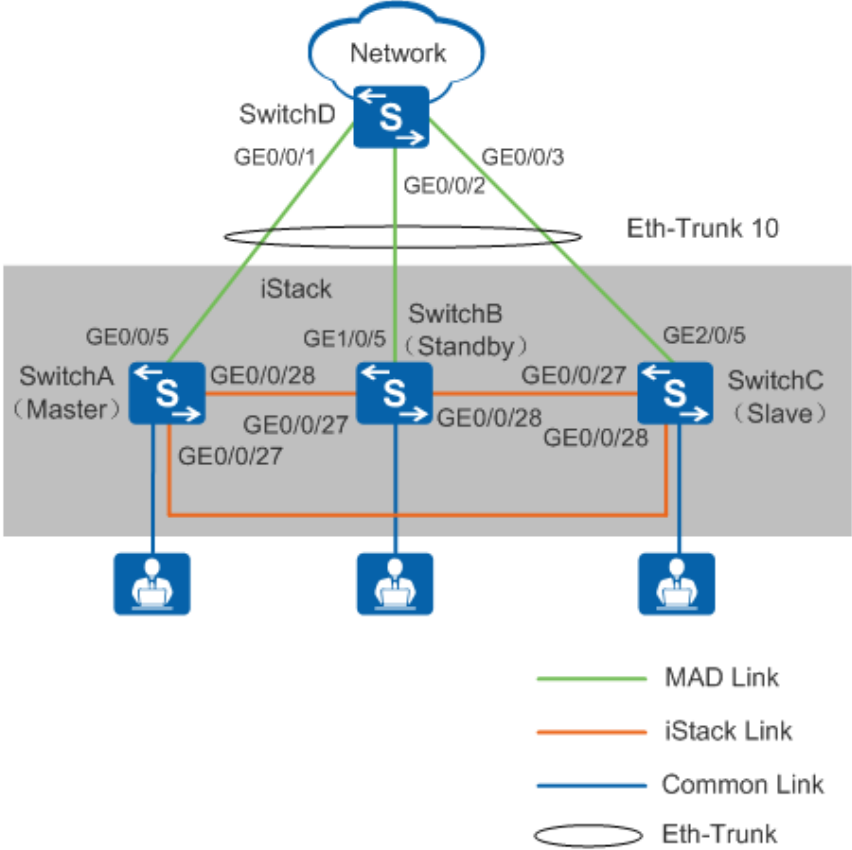 Network
SwitchD
S
GE0/0/1
GE0/0/3
GE0/0/2
Eth-Trunk 10
iStack
SwitchB
（Standby）
GE0/0/5
GE1/0/5
GE2/0/5
SwitchA
（Master）
S
GE0/0/28
S
GE0/0/27
S
SwitchC
（Slave）
GE0/0/27
GE0/0/28
GE0/0/28
GE0/0/27
MAD Link
iStack Link
Common Link
Eth-Trunk